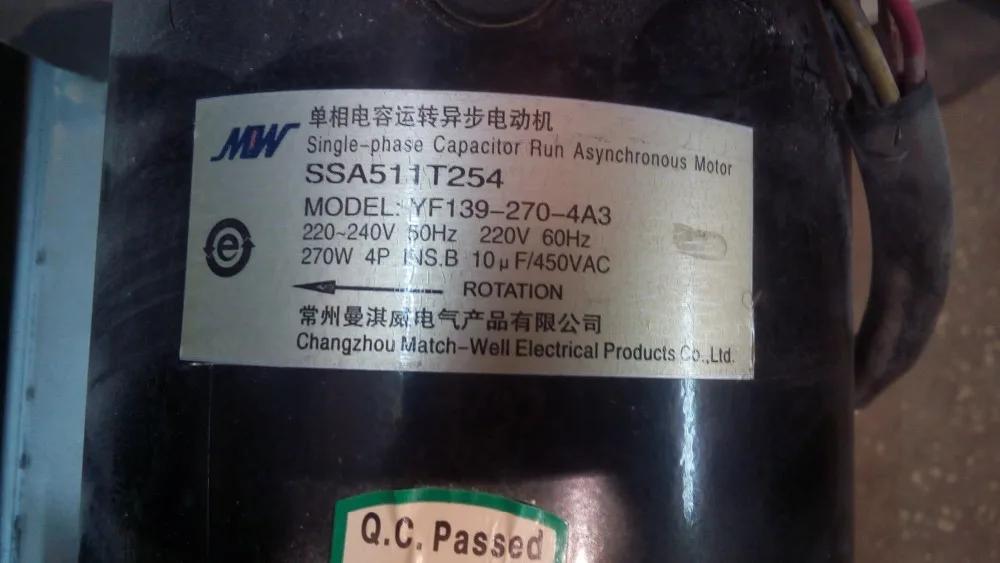 MW
单相电容运转异步电动机
Single-phase Capacitor Run Asynchronous Motor
SSA511T254
MODEL: YF139-270-4A3
220~240V 50Hz 220V 60Hz
270W 4P INS.B 10μF/450VAC
e
ROTATION
常州曼淇威电气产品有限公司
Changzhou Match-Well Electrical Products Co.,Ltd.
Q.C. Passed